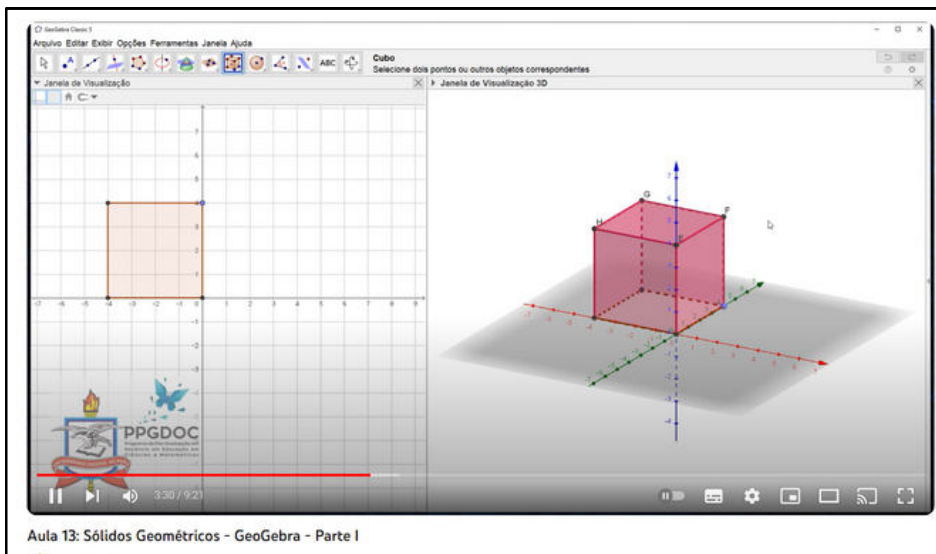 GeoGebra Classic 5
Arquivo Editar Exibir Opções Ferramentas Janela Ajuda
ABC
Cubo
Selecione dois pontos ou outros objetos correspondentes
Janela de Visualização
Janela de Visualização 3D
G
F
H
E
PPGDOC
3:30 / 9:21
Aula 13: Sólidos Geométricos - GeoGebra - Parte I